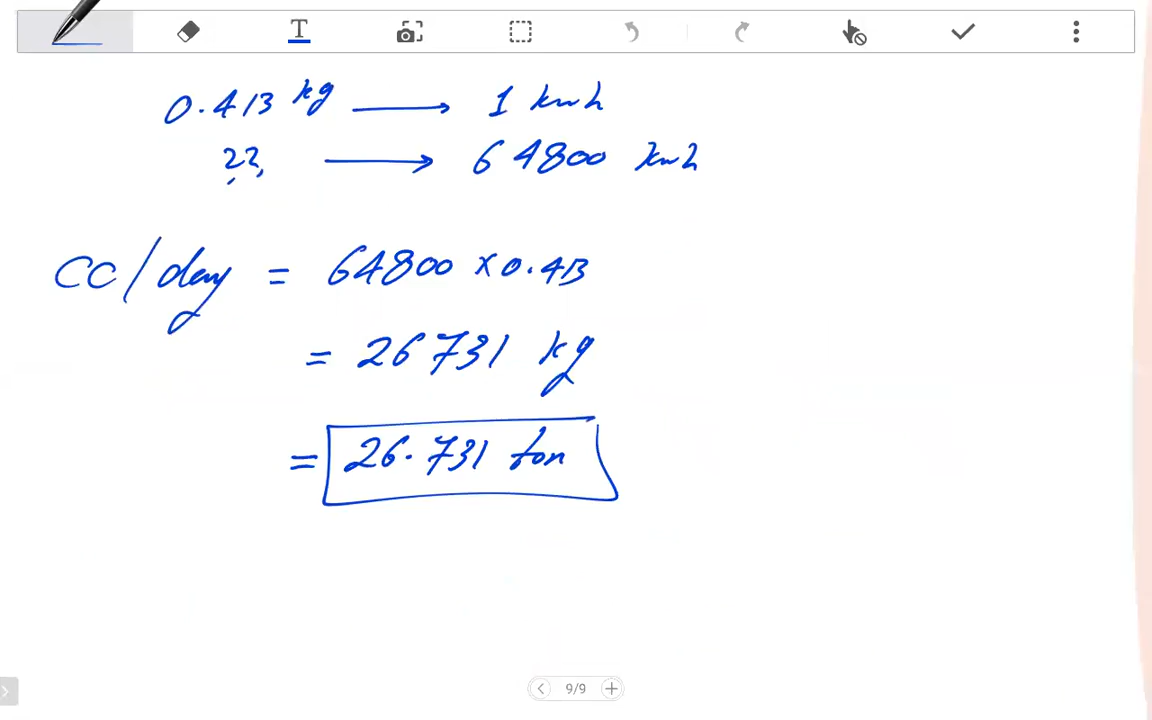 T
0.413 kg → 1 kwh
?? → 64800 kwh
CC/day = 64800 x 0.413
= 26731 kg
= 26.731 ton
9/9